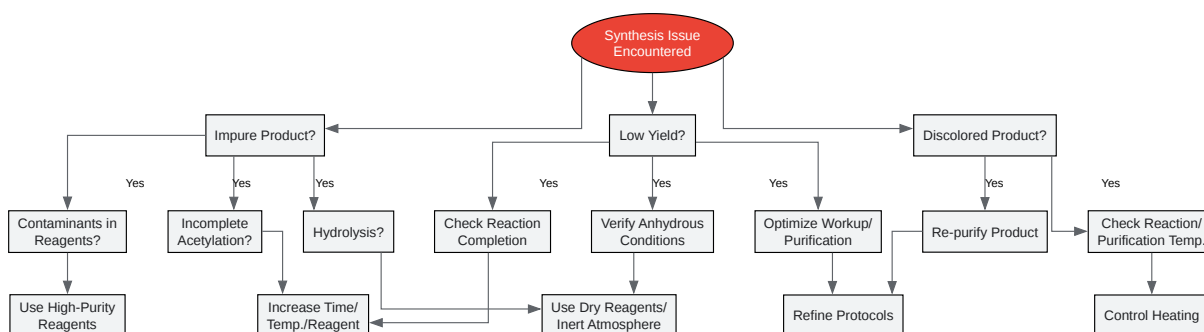 Synthesis Issue
Encountered
Impure Product?
Low Yield?
Discolored Product?
Yes
Yes
Yes
Yes
Yes
Yes
Yes
Yes
Contaminants in
Reagents?
Incomplete
Acetylation?
Hydrolysis?
Check Reaction
Completion
Verify Anhydrous
Conditions
Optimize Workup/
Purification
Re-purify Product
Check Reaction/
Purification Temp.
Use High-Purity
Reagents
Increase Time/
Temp./Reagent
Use Dry Reagents/
Inert Atmosphere
Refine Protocols
Control Heating